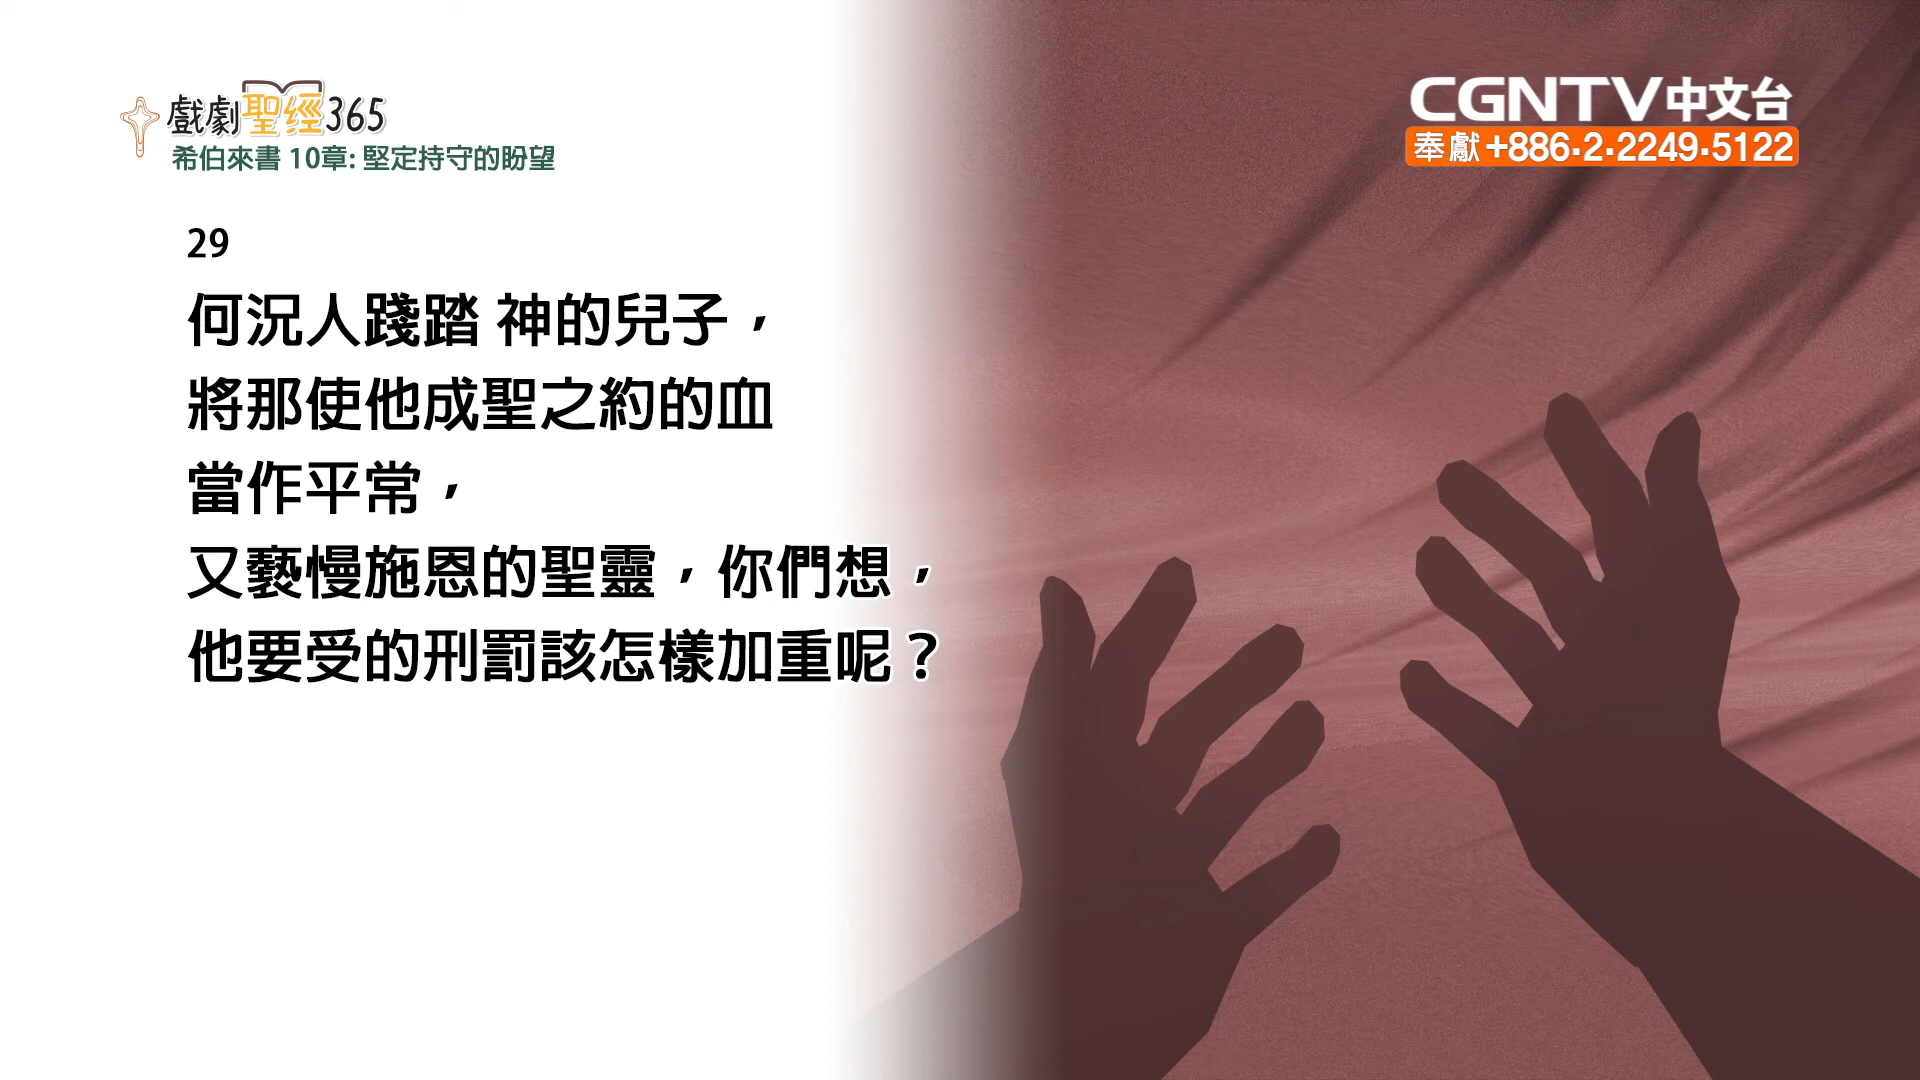 戲劇聖經365
希伯來書 10章: 堅定持守的盼望
CGNTV中文台
奉獻 +886·2·2249·5122
29
何況人踐踏 神的兒子，
將那使他成聖之約的血
當作平常，
又褻慢施恩的聖靈，你們想，
他要受的刑罰該怎樣加重呢？